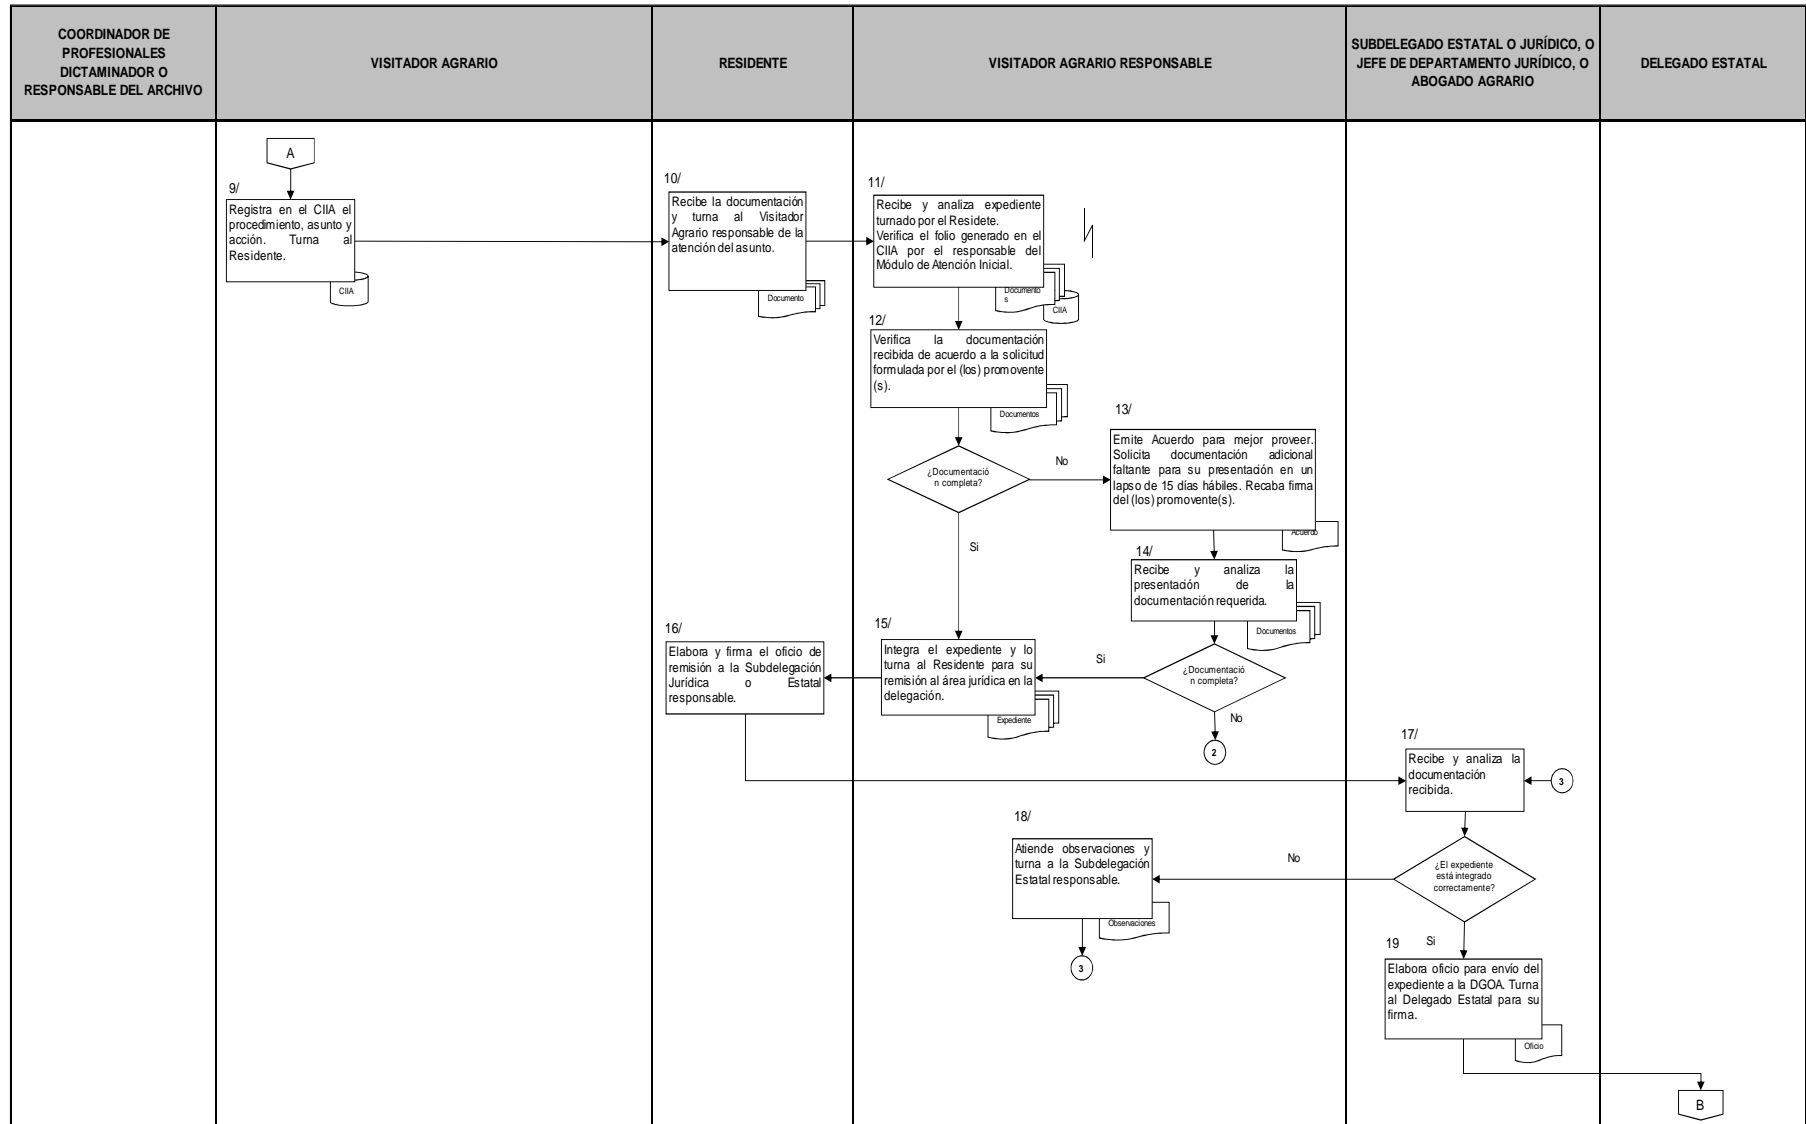 COORDINADOR DE
PROFESIONALES
DICTAMINADOR O
RESPONSABLE DEL ARCHIVO
VISITADOR AGRARIO
RESIDENTE
VISITADOR AGRARIO RESPONSABLE
SUBDELEGADO ESTATAL O JURÍDICO, O
JEFE DE DEPARTAMENTO JURÍDICO, O
ABOGADO AGRARIO
DELEGADO ESTATAL
A
9/
Registra en el CIIA el
procedimiento, asunto y
acción. Turna al
Residente.
CIIA
10/
Recibe la documentación
y turna al Visitador
Agrario responsable de la
atención del asunto.
Documento
11/
Recibe y analiza expediente
turnado por el Residete.
Verifica el folio generado en el
CIIA por el responsable del
Módulo de Atención Inicial.
Documento
s
CIIA
12/
Verifica la documentación
recibida de acuerdo a la solicitud
formulada por el (los) promovente
(s).
Documentos
¿Documentació
n completa?
No
Si
13/
Emite Acuerdo para mejor proveer.
Solicita documentación adicional
faltante para su presentación en un
lapso de 15 días hábiles. Recaba firma
del (los) promovente(s).
Acuerdo
14/
Recibe y analiza la
presentación de la
documentación requerida.
Documentos
¿Documentació
n completa?
Si
No
2
15/
Integra el expediente y lo
turna al Residente para su
remisión al área jurídica en la
delegación.
Expediente
16/
Elabora y firma el oficio de
remisión a la Subdelegación
Jurídica o Estatal
responsable.
17/
Recibe y analiza la
documentación
recibida.
3
¿El expediente
está integrado
correctamente?
No
18/
Atiende observaciones y
turna a la Subdelegación
Estatal responsable.
Observaciones
3
Si
19
Elabora oficio para envío del
expediente a la DGOA. Turna
al Delegado Estatal para su
firma.
Oficio
B